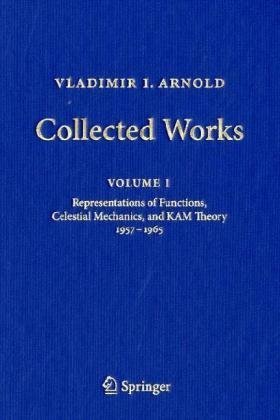 VLADIMIR I. ARNOLD
Collected Works
VOLUME I
Representations of Functions,
Celestial Mechanics, and KAM Theory
1957–1965
Springer